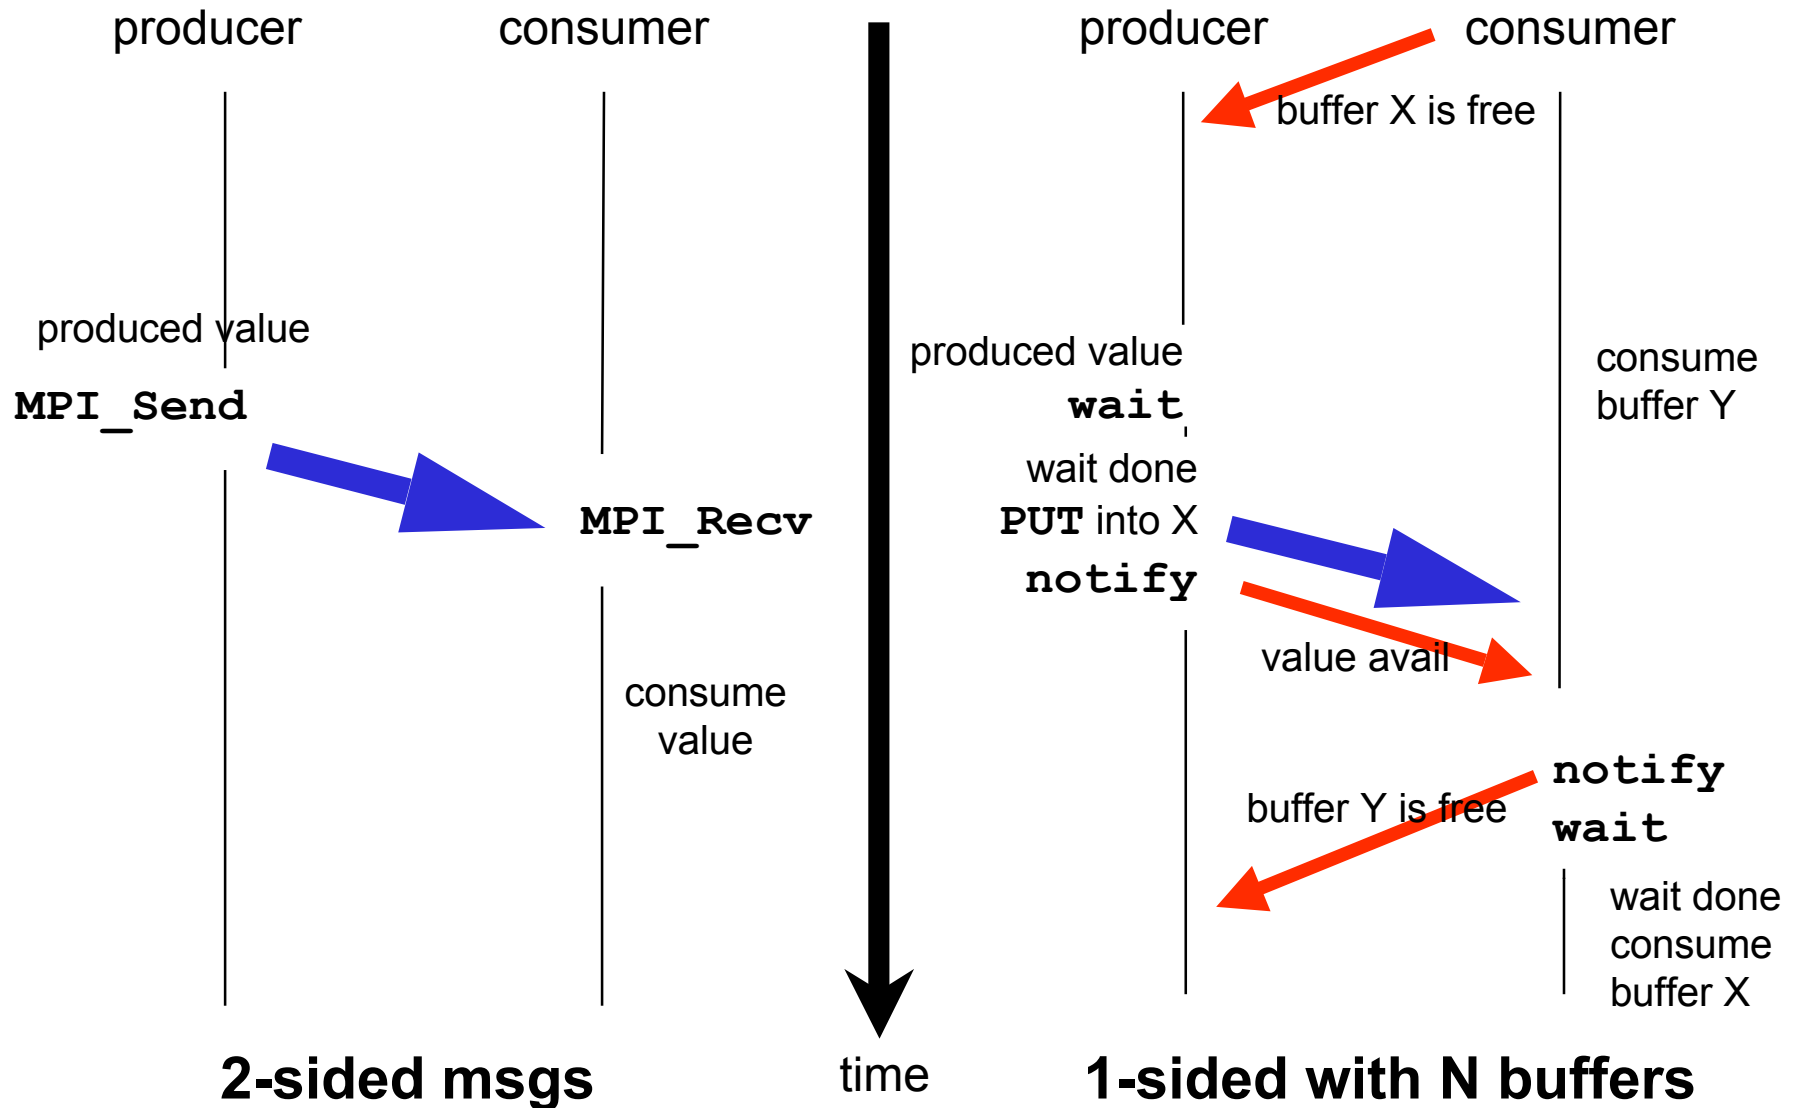 producer
consumer
produced value
MPI_Send
MPI_Recv
consume
value
2-sided msgs
time
producer
consumer
buffer X is free
produced value
wait
wait done
PUT into X
notify
consume
buffer Y
value avail
notify
wait
buffer Y is free
wait done
consume
buffer X
1-sided with N buffers